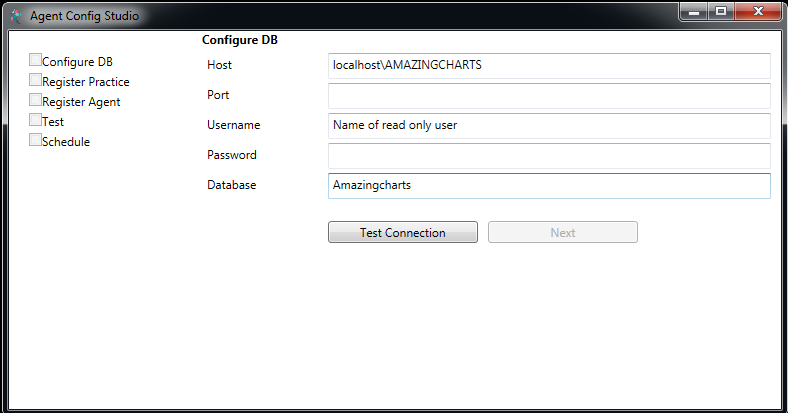 Agent Config Studio
Configure DB
Configure DB
Register Practice
Register Agent
Test
Schedule
Host
localhost\AMAZINGCHARTS
Port
Username
Name of read only user
Password
Database
Amazingcharts
Test Connection
Next